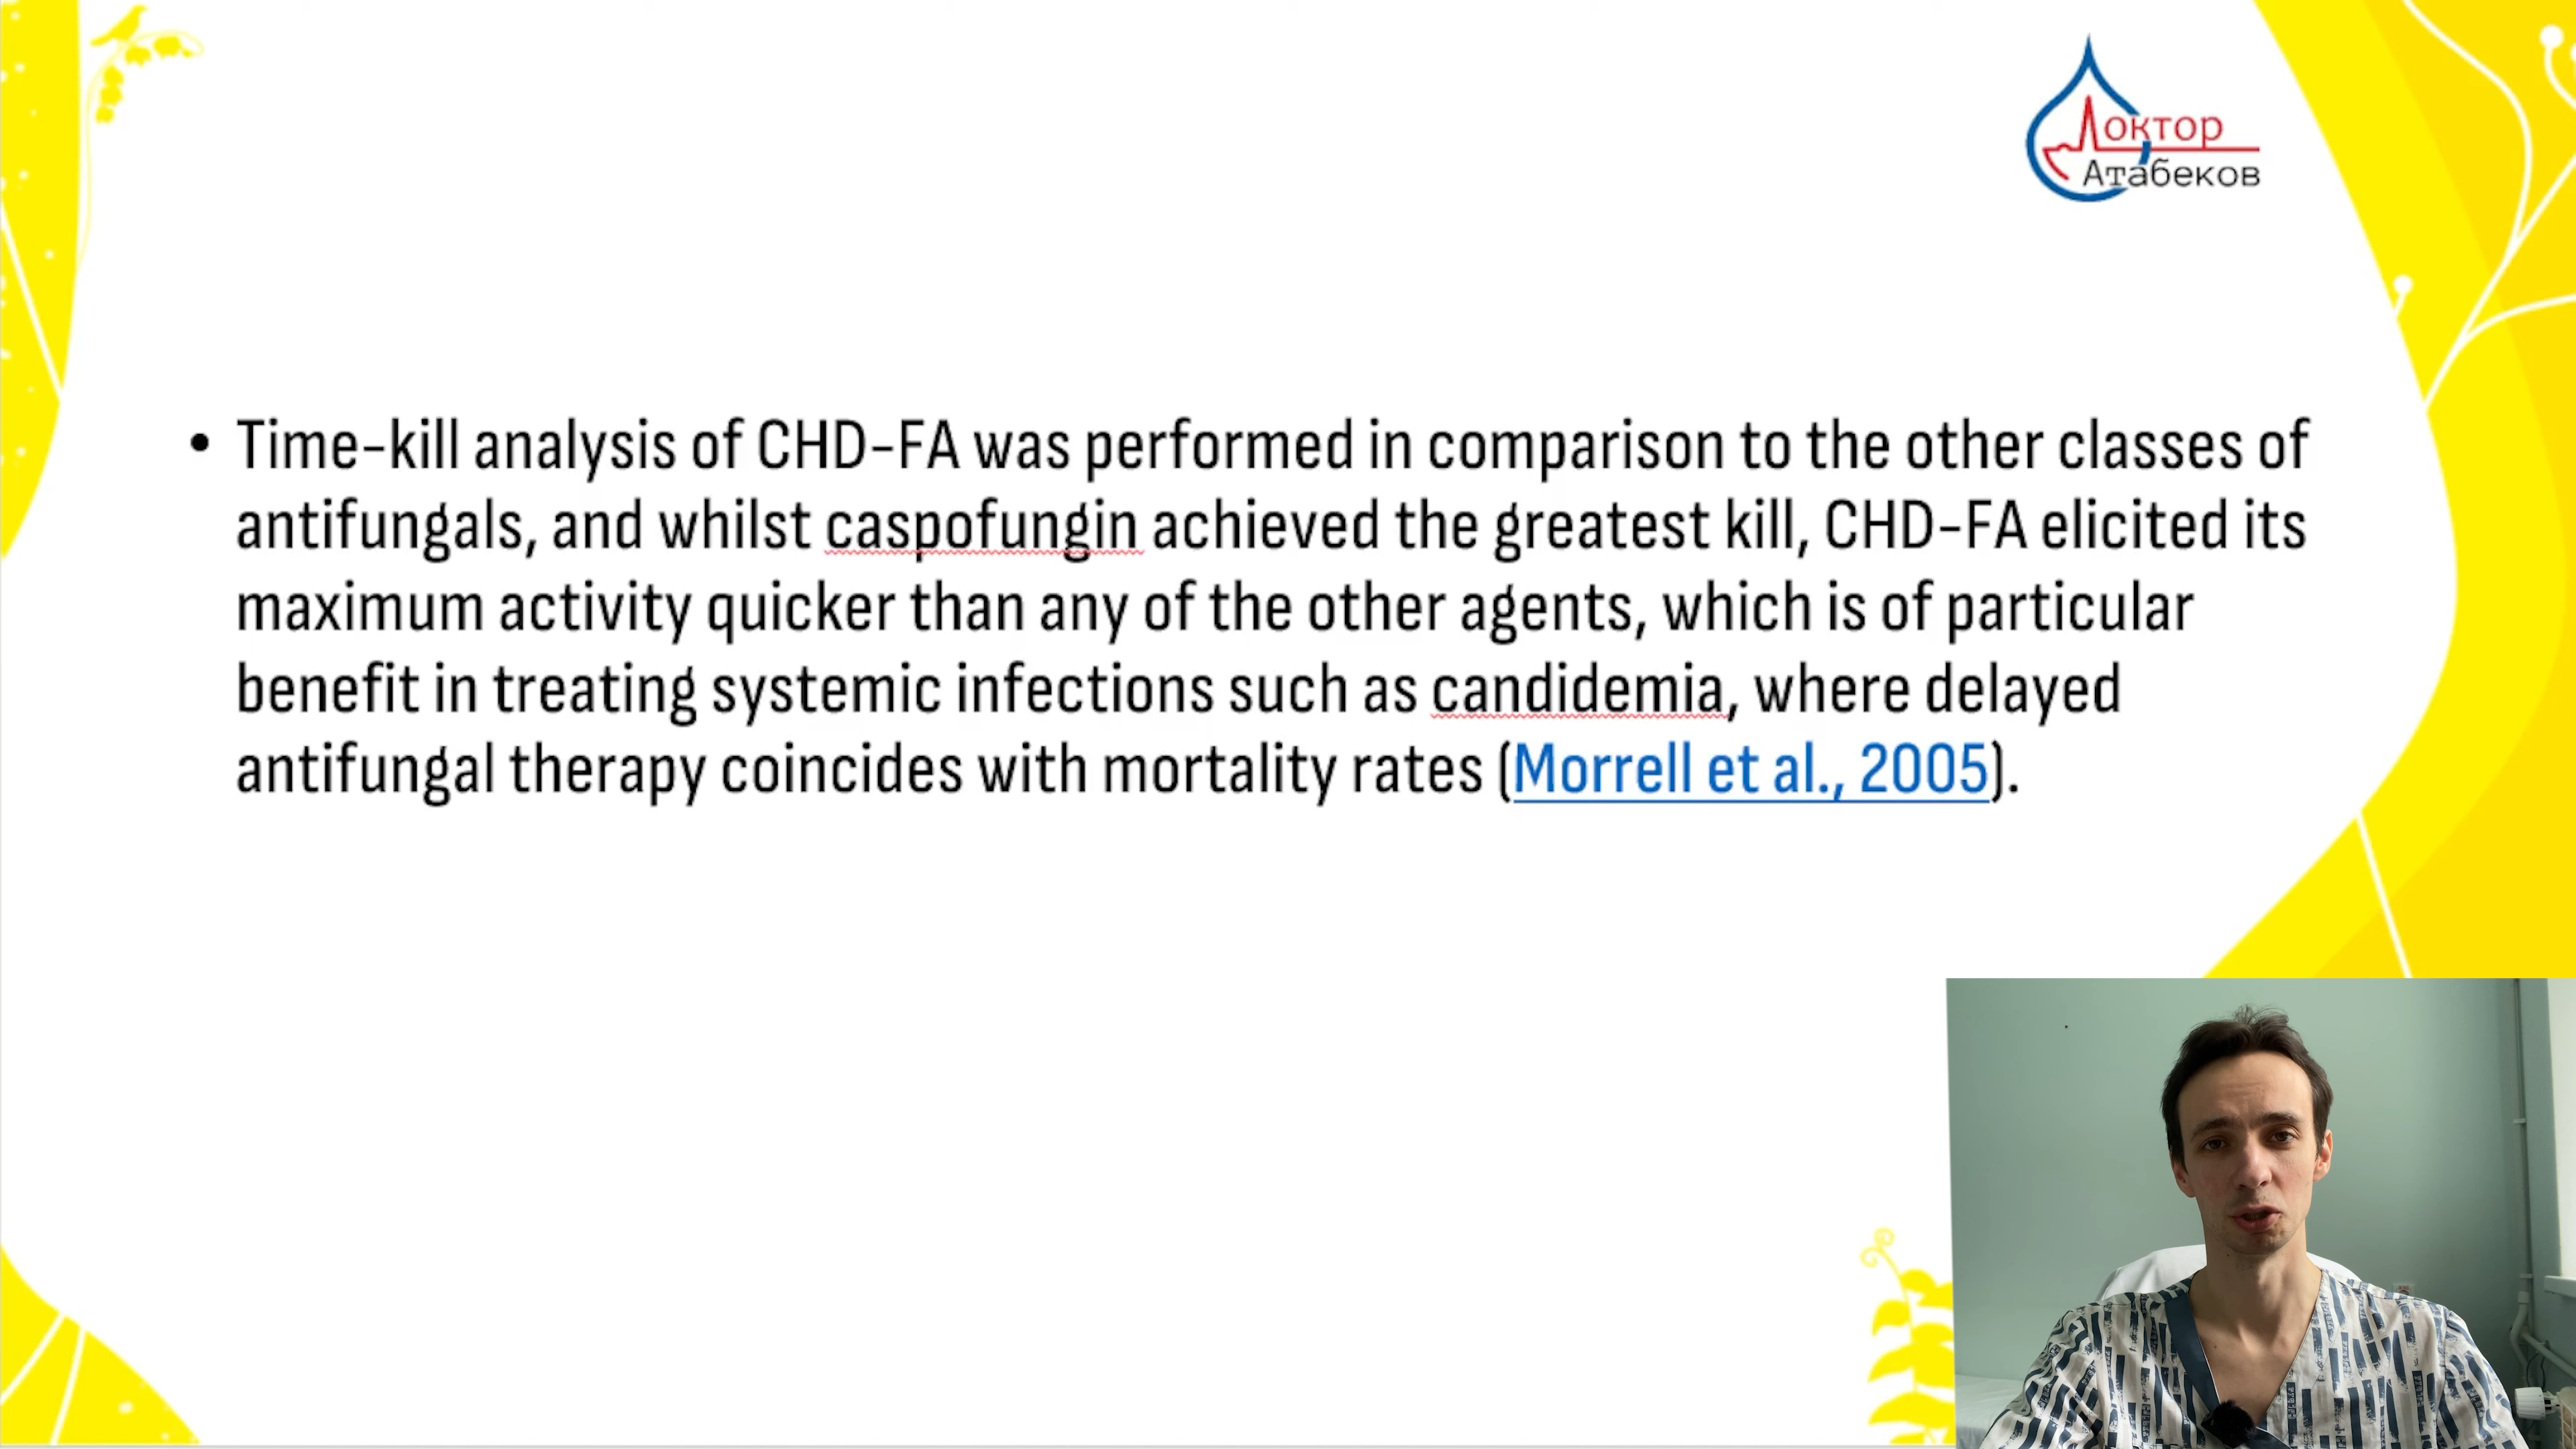 Доктор
Атабеков
• Time-kill analysis of CHD-FA was performed in comparison to the other classes of
antifungals, and whilst caspofungin achieved the greatest kill, CHD-FA elicited its
maximum activity quicker than any of the other agents, which is of particular
benefit in treating systemic infections such as candidemia, where delayed
antifungal therapy coincides with mortality rates (Morrell et al., 2005).